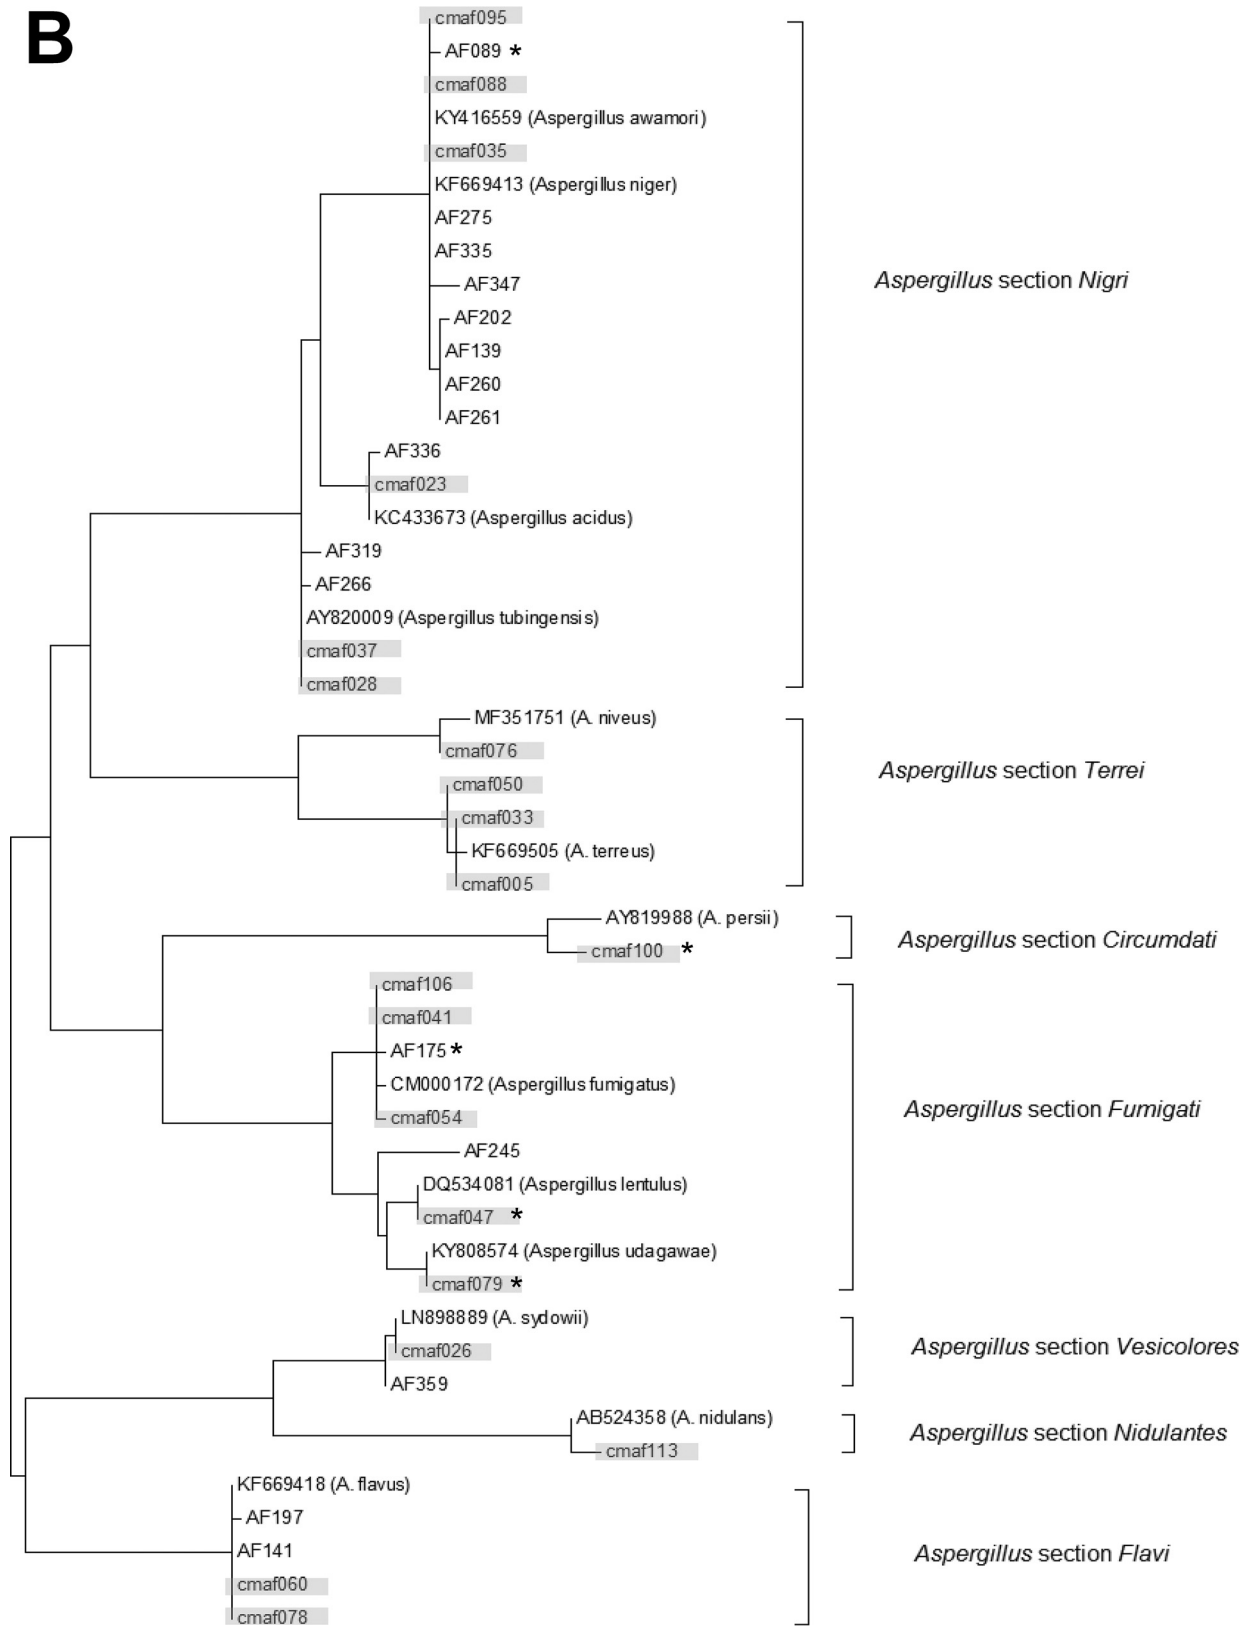 B
cmaf095
AF089 *
cmaf088
KY416559 (Aspergillus awamori)
cmaf035
KF669413 (Aspergillus niger)
AF275
AF335
AF347
AF202
AF139
AF260
AF261
AF336
cmaf023
KC433673 (Aspergillus acidus)
AF319
AF266
AY820009 (Aspergillus tubingensis)
cmaf037
cmaf028
Aspergillus section Nigri
MF351751 (A. niveus)
cmaf076
cmaf050
cmaf033
KF669505 (A. terreus)
cmaf005
Aspergillus section Terrei
AY819988 (A. persii)
cmaf100 *
Aspergillus section Circumdati
cmaf106
cmaf041
AF175 *
CM000172 (Aspergillus fumigatus)
cmaf054
AF245
DQ534081 (Aspergillus lentulus)
cmaf047 *
KY808574 (Aspergillus udagawae)
cmaf079 *
Aspergillus section Fumigati
LN898889 (A. sydowii)
cmaf026
AF359
Aspergillus section Vesicolores
AB524358 (A. nidulans)
cmaf113
Aspergillus section Nidulantes
KF669418 (A. flavus)
AF197
AF141
cmaf060
cmaf078
Aspergillus section Flavi